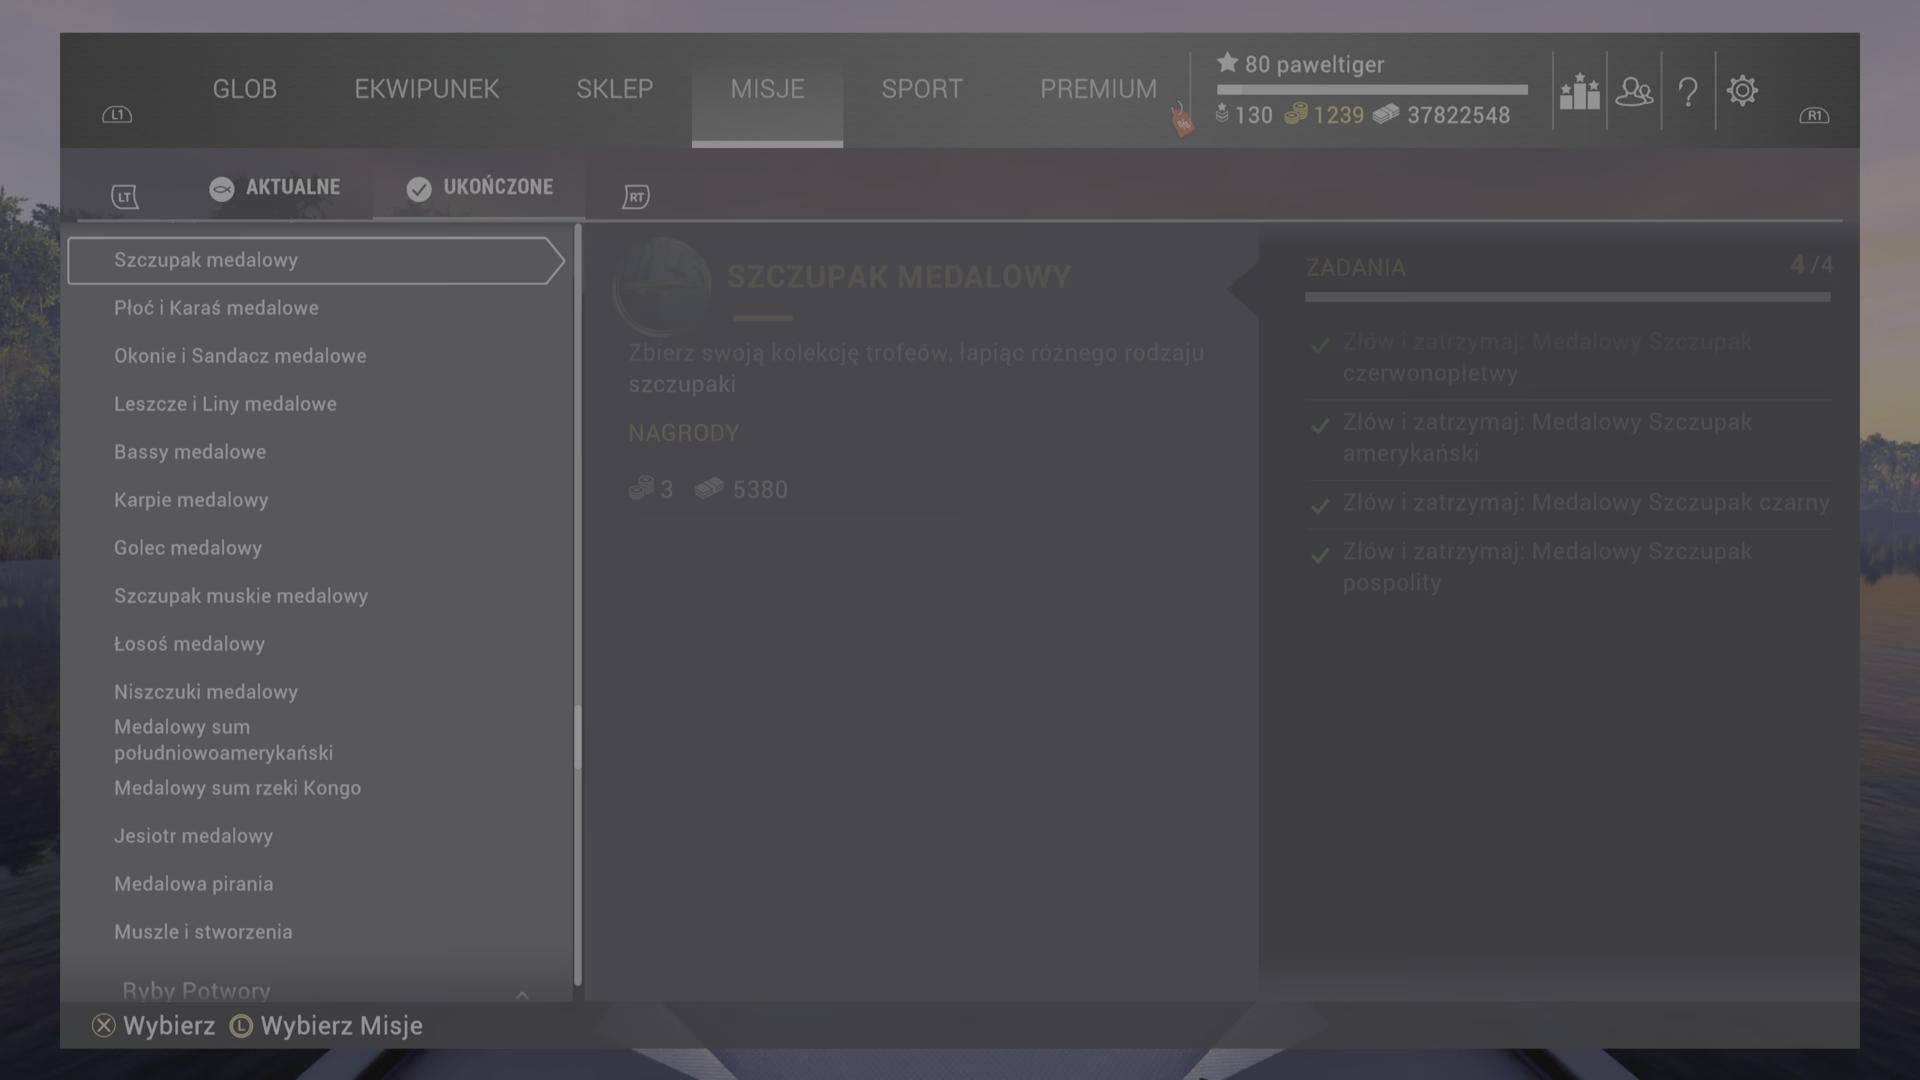 GLOB
EKWIPUNEK
SKLEP
MISJE
SPORT
PREMIUM
80 paweltiger
130 1239 37822548
L1
R1
LT
AKTUALNE
UKOŃCZONE
RT
Szczupak medalowy
Płoć i Karaś medalowe
Okonie i Sandacz medalowe
Leszcze i Liny medalowe
Bassy medalowe
Karpie medalowy
Golec medalowy
Szczupak muskie medalowy
Łosoś medalowy
Niszczuki medalowy
Medalowy sum
południowoamerykański
Medalowy sum rzeki Kongo
Jesiotr medalowy
Medalowa pirania
Muszle i stworzenia
Ryby Potwory
SZCZUPAK MEDALOWY
Zbierz swoją kolekcję trofeów, łapiąc różnego rodzaju
szczupaki
NAGRODY
3 5380
ZADANIA
4/4
Złów i zatrzymaj: Medalowy Szczupak
czerwonopłetwy
Złów i zatrzymaj: Medalowy Szczupak
amerykański
Złów i zatrzymaj: Medalowy Szczupak czarny
Złów i zatrzymaj: Medalowy Szczupak
pospolity
Wybierz
L Wybierz Misje